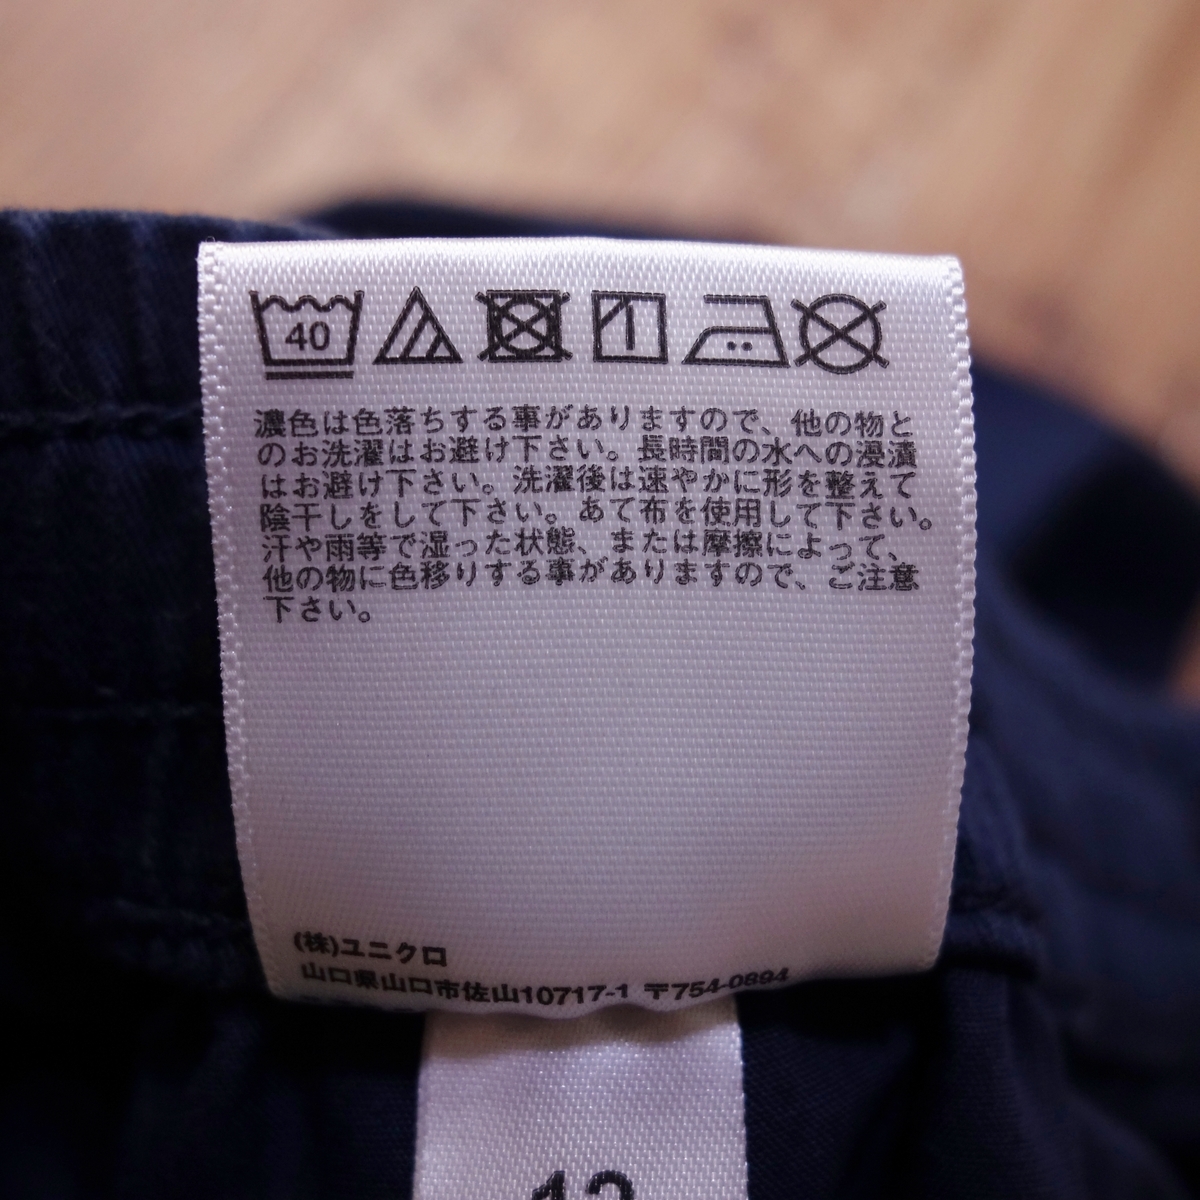 40
濃色は色落ちする事がありますので、他の物と
のお洗濯はお避け下さい。長時間の水への浸漬
はお避け下さい。洗濯後は速やかに形を整えて
陰干しをして下さい。あて布を使用して下さい。
汗や雨等で湿った状態、または摩擦によって、
他の物に色移りする事がありますので、ご注意
下さい。
(株)ユニクロ
山口県山口市佐山10717-1 〒754-0894